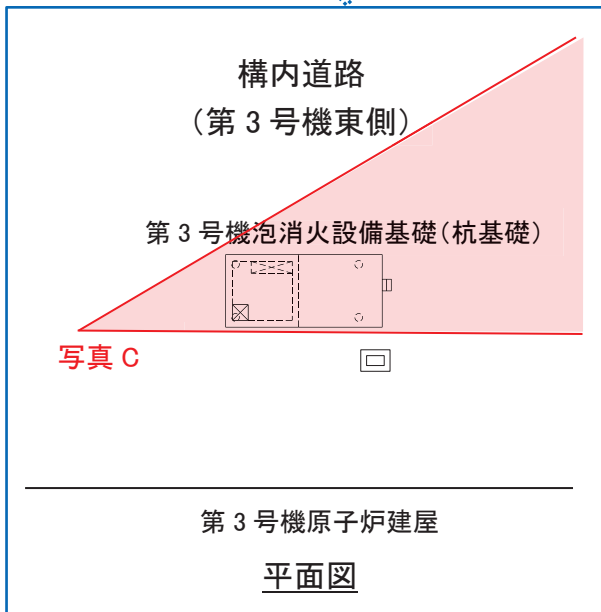 構内道路
（第３号機東側）
第３号機泡消火設備基礎（杭基礎）
写真 C
第３号機原子炉建屋
平面図